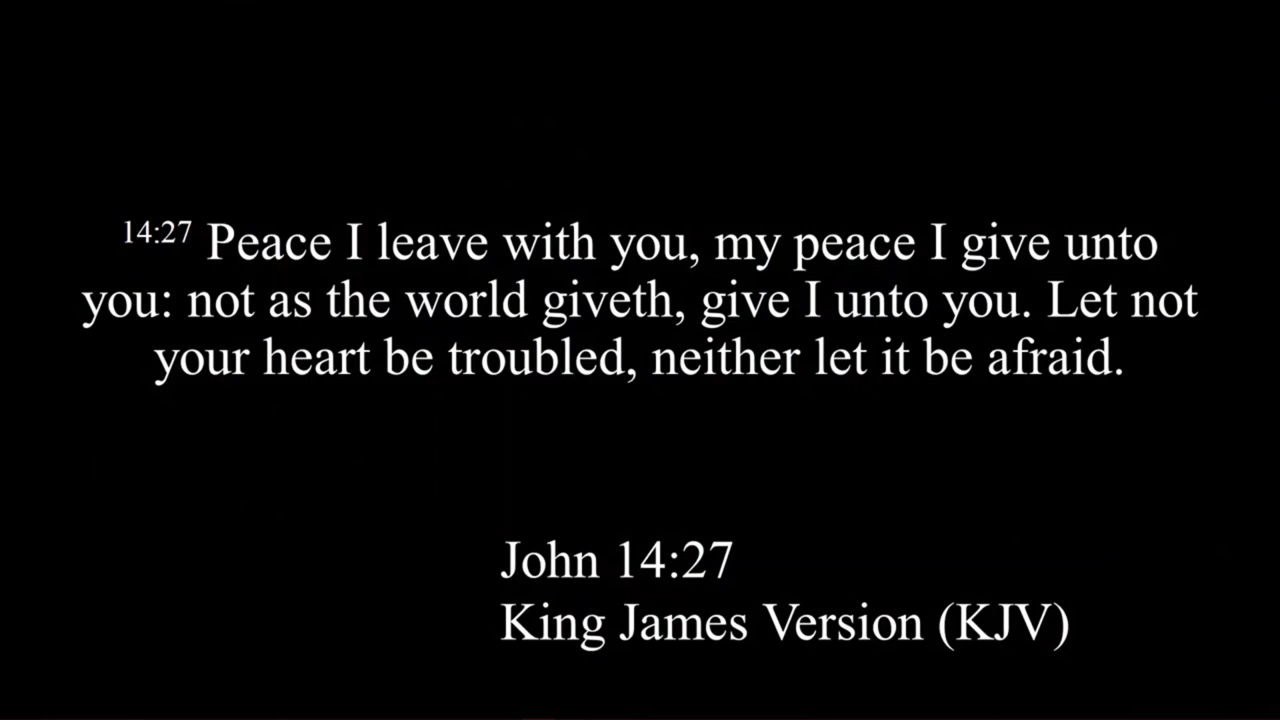 14:27 Peace I leave with you, my peace I give unto
you: not as the world giveth, give I unto you. Let not
your heart be troubled, neither let it be afraid.
John 14:27
King James Version (KJV)